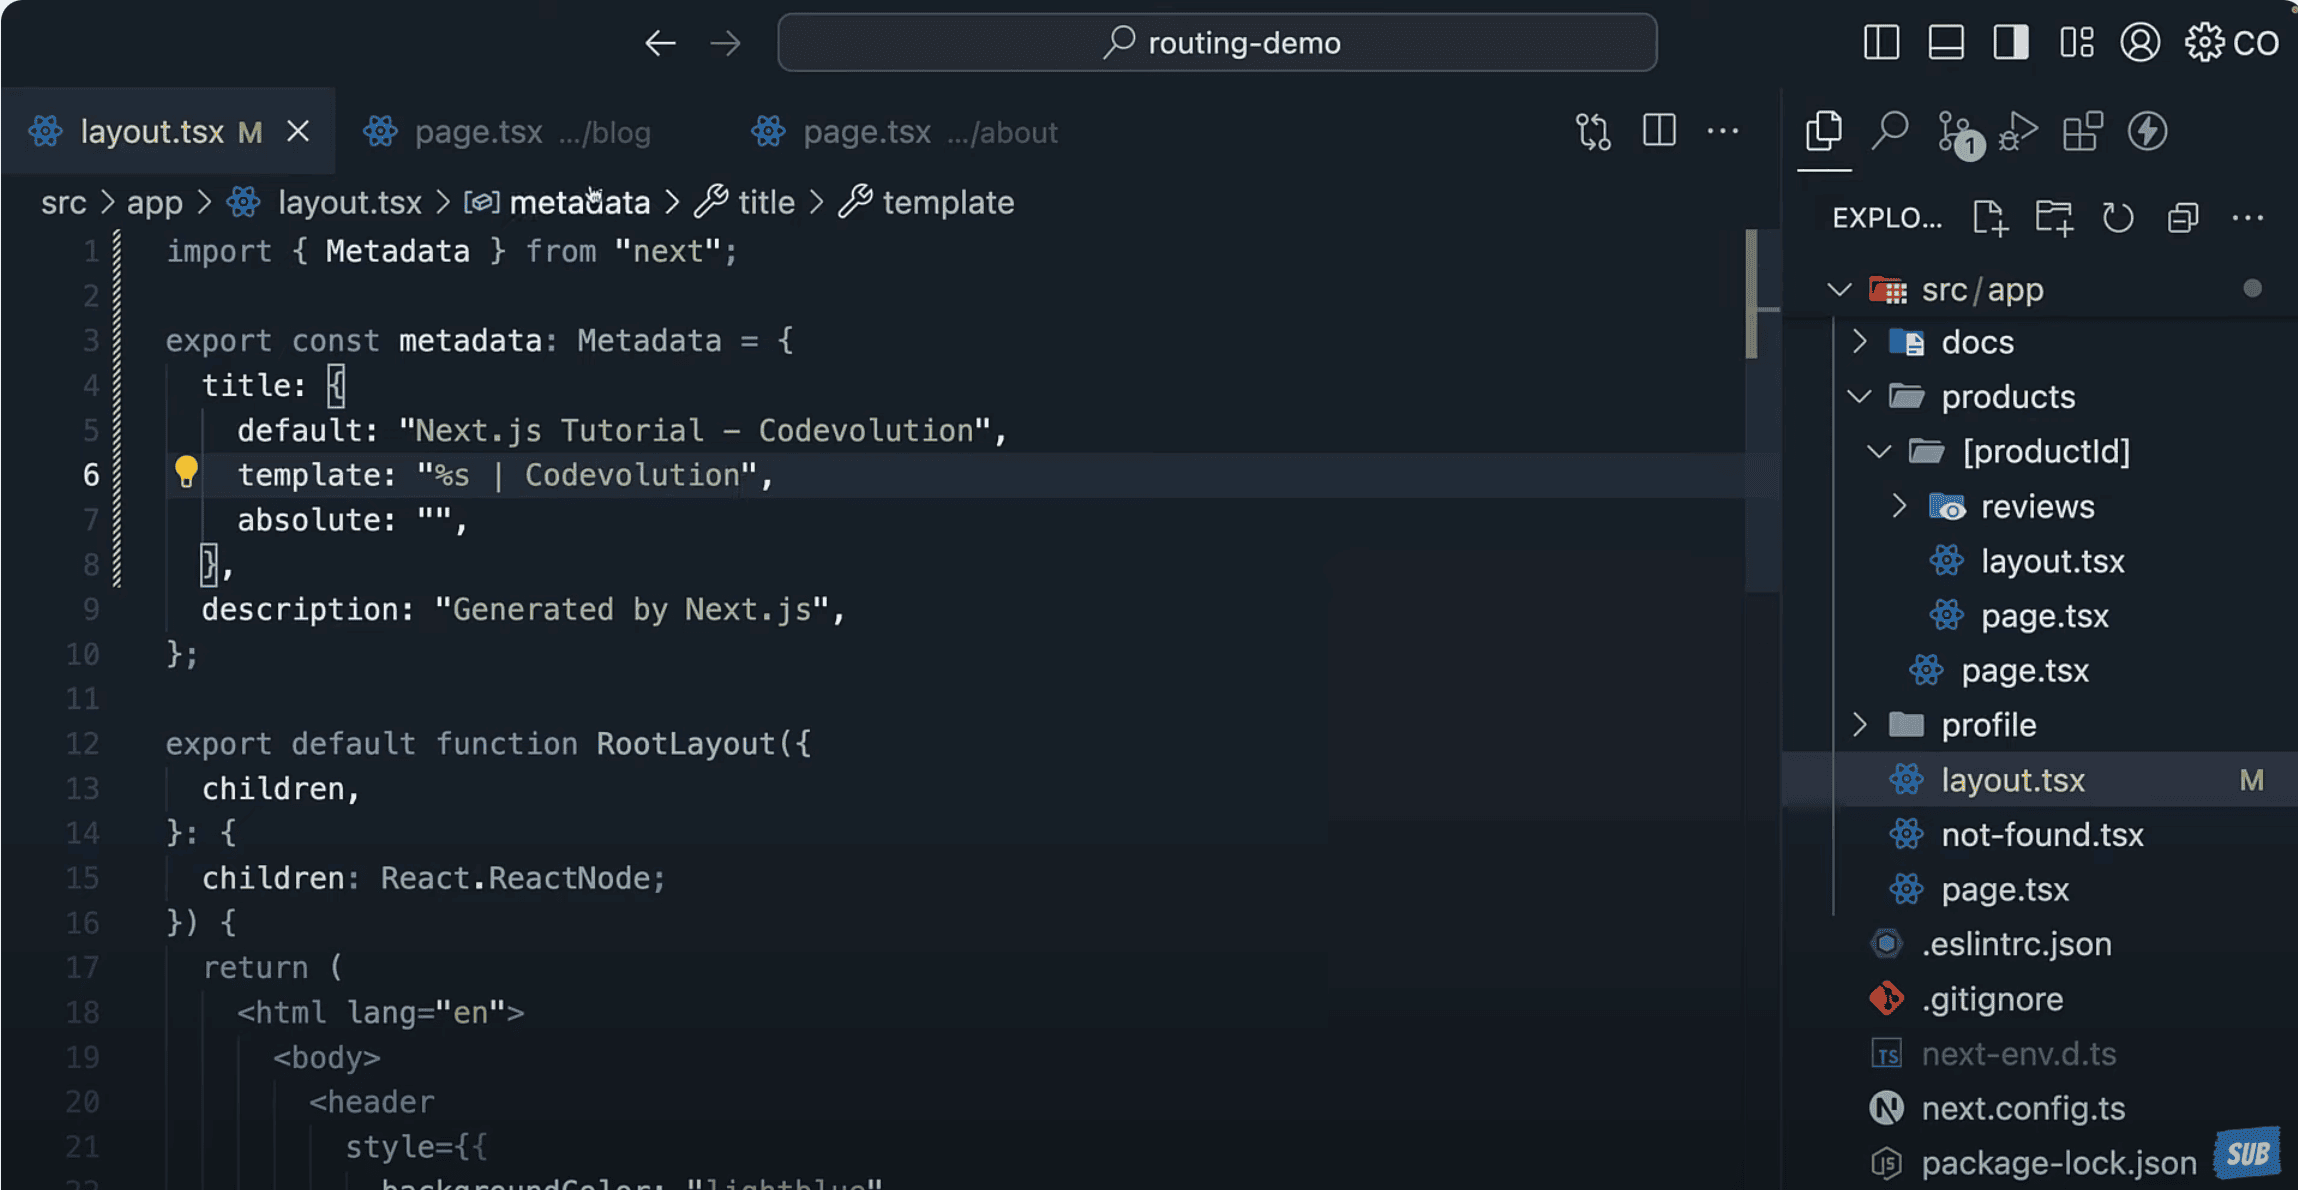 routing-demo
CO
layout.tsx M
page.tsx .../blog
page.tsx .../about
1
src > app > layout.tsx > metadata > title > template
EXPLO...
1 import { Metadata } from "next";
2
3 export const metadata: Metadata = {
4 title: {
5 default: "Next.js Tutorial – Codevolution",
6 template: "%s | Codevolution",
7 absolute: "",
8 },
9 description: "Generated by Next.js",
10 };
11
12 export default function RootLayout({
13 children,
14 }: {
15 children: React.ReactNode;
16 }) {
17 return (
18 <html lang="en">
19 <body>
20 <header
21 style={{
22 backgroundColor: "lightblue"
src/app
docs
products
[productId]
reviews
layout.tsx
page.tsx
page.tsx
profile
layout.tsx M
not-found.tsx
page.tsx
.eslintrc.json
.gitignore
TS next-env.d.ts
N next.config.ts
JS package-lock.json
SUB